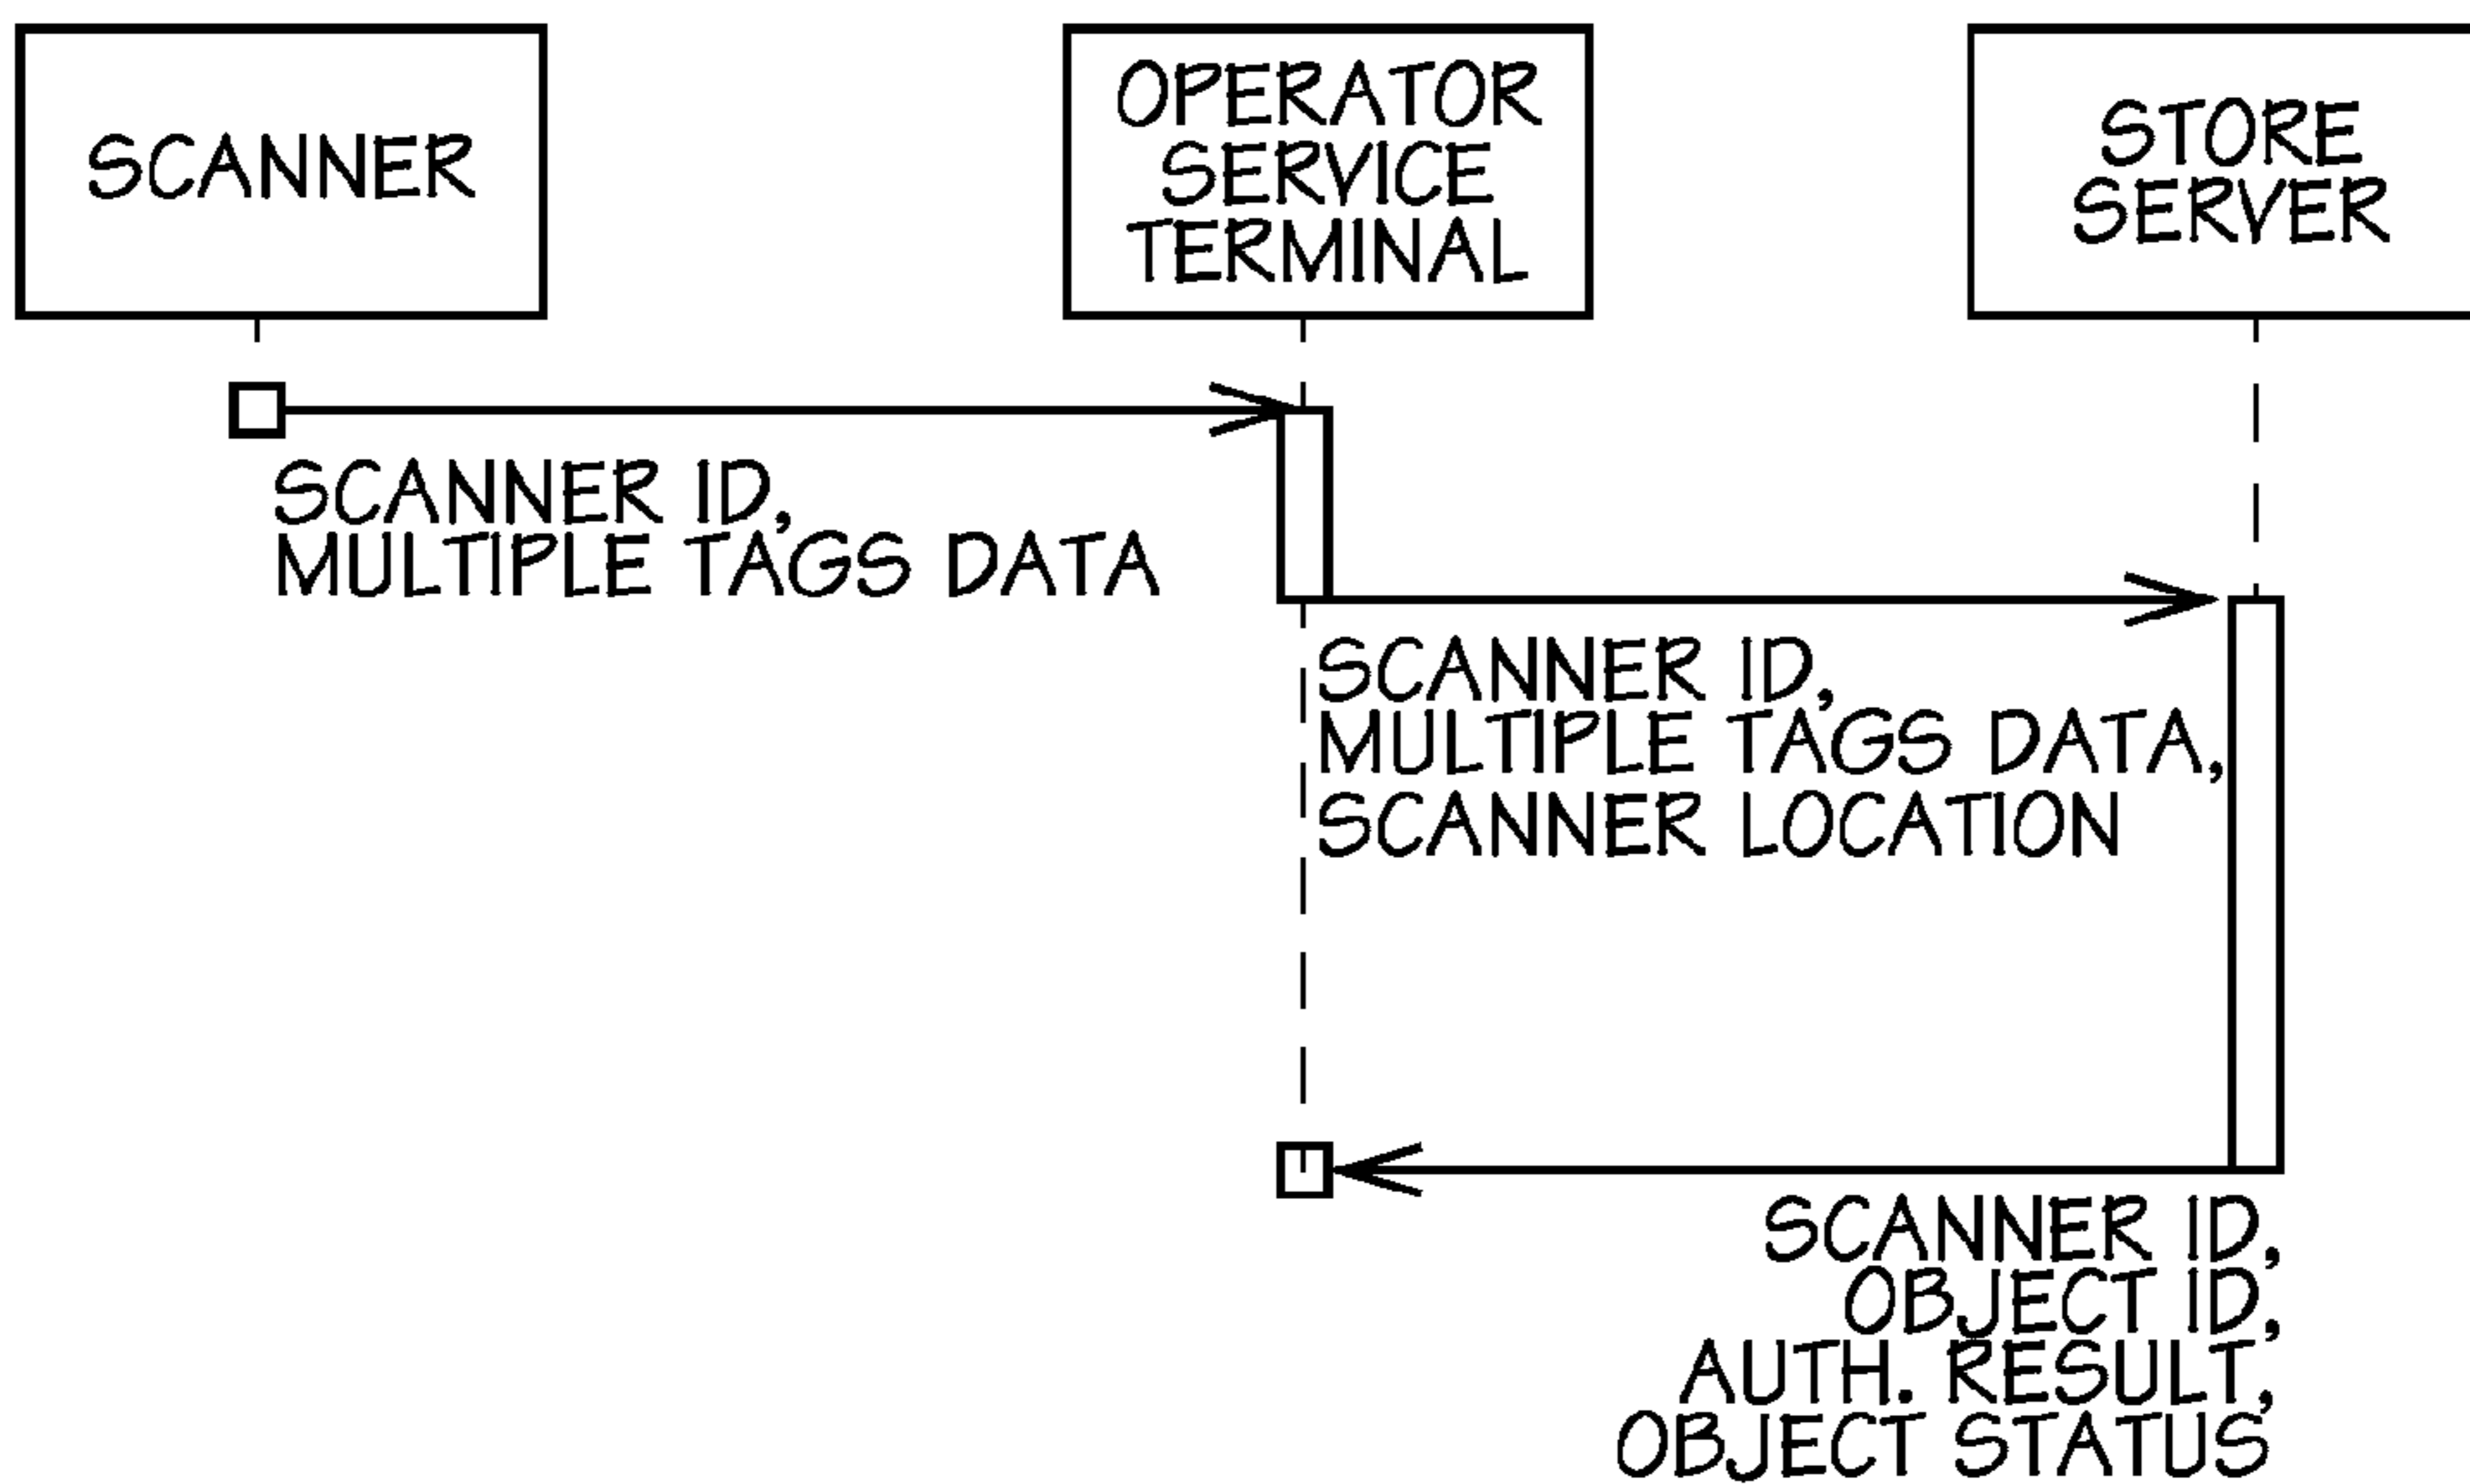 SCANNER
OPERATOR
SERVICE
TERMINAL
STORE
SERVER
SCANNER ID,
MULTIPLE TAGS DATA
SCANNER ID,
MULTIPLE TAGS DATA,
SCANNER LOCATION
SCANNER ID,
OBJECT ID,
AUTH. RESULT,
OBJECT STATUS